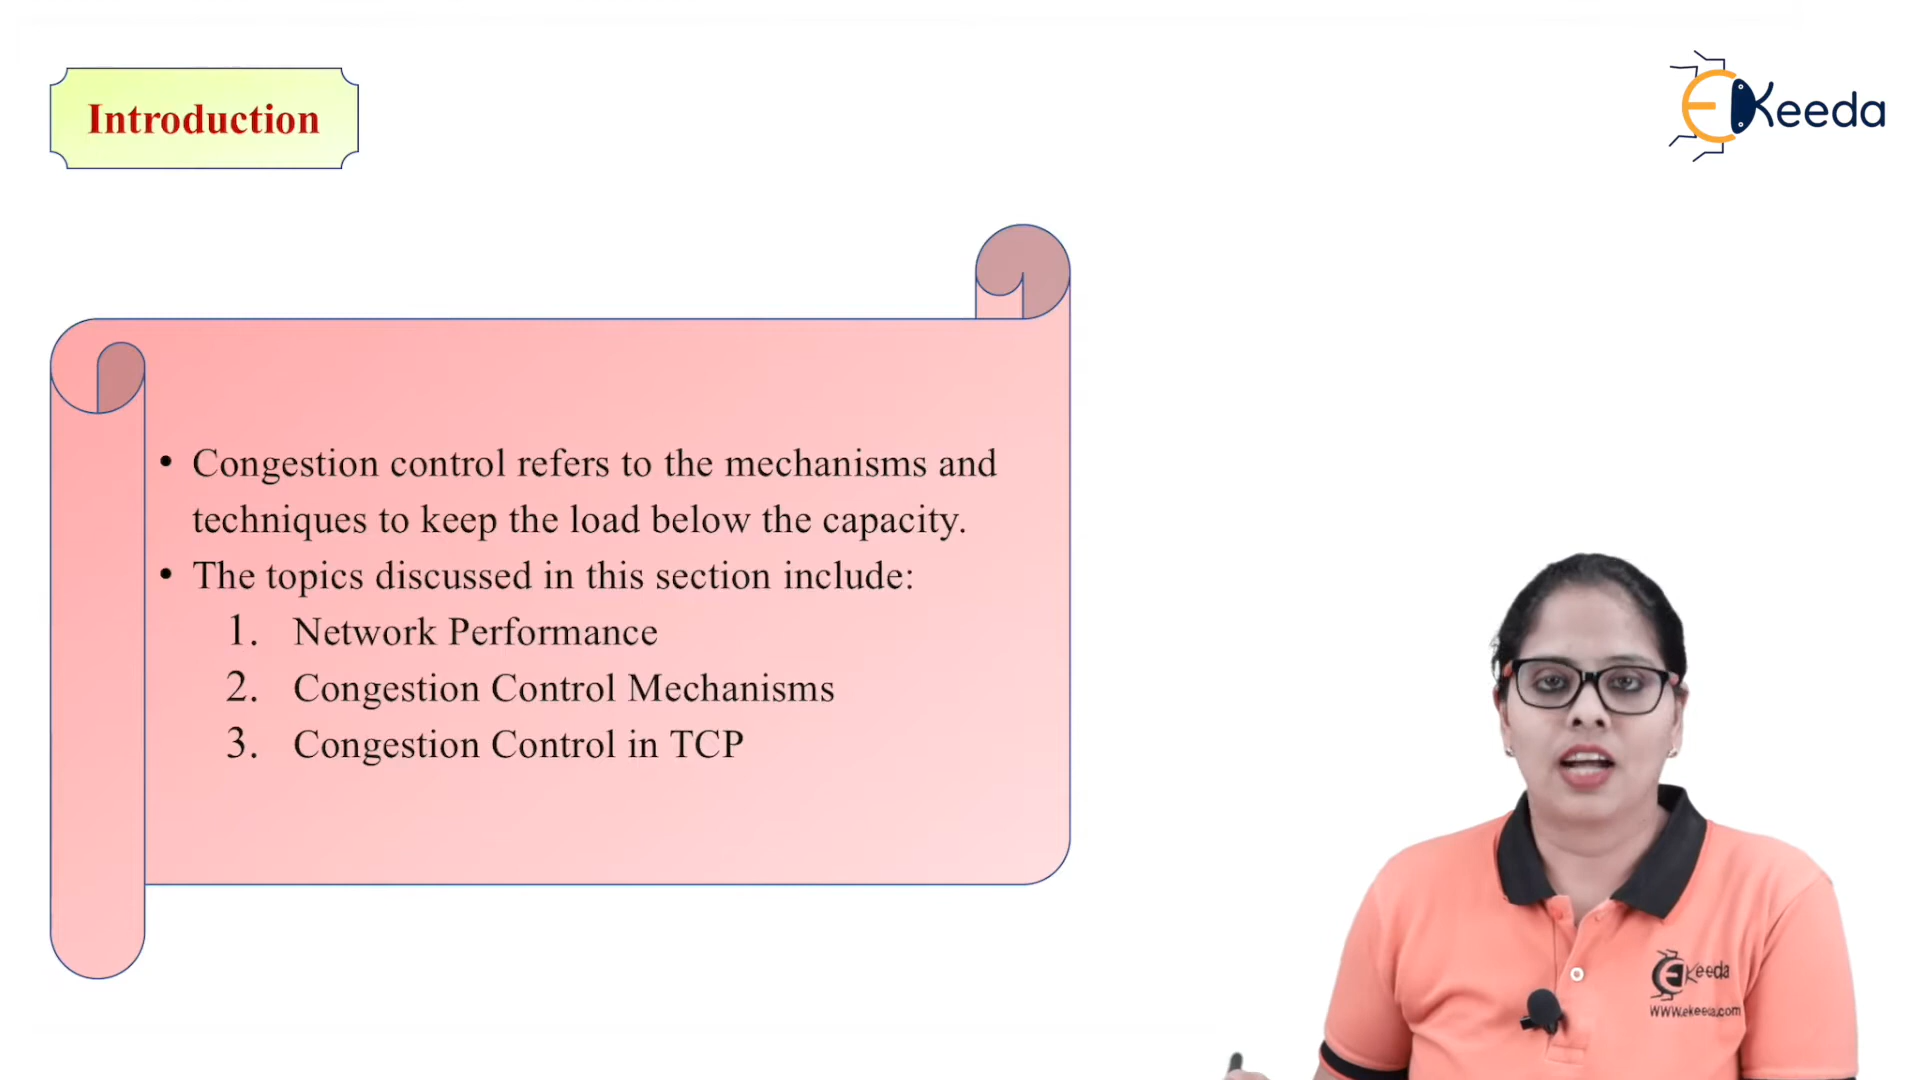 Introduction
EKeeda
• Congestion control refers to the mechanisms and
techniques to keep the load below the capacity.
• The topics discussed in this section include:
1. Network Performance
2. Congestion Control Mechanisms
3. Congestion Control in TCP
EKeeda
WWW.ekeeda.com